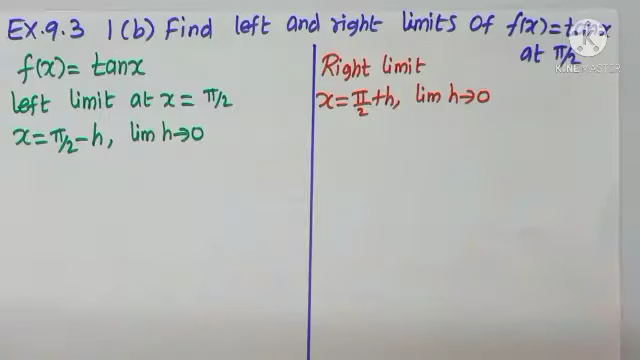 EX.9.3 1(b) Find left and right limits of f(x)=tanx
at π/2
KINEMASTER
f(x)= tanx
left limit at x= π/2
x=π/2-h, lim h→0
Right limit
x=π/2+h, lim h→0